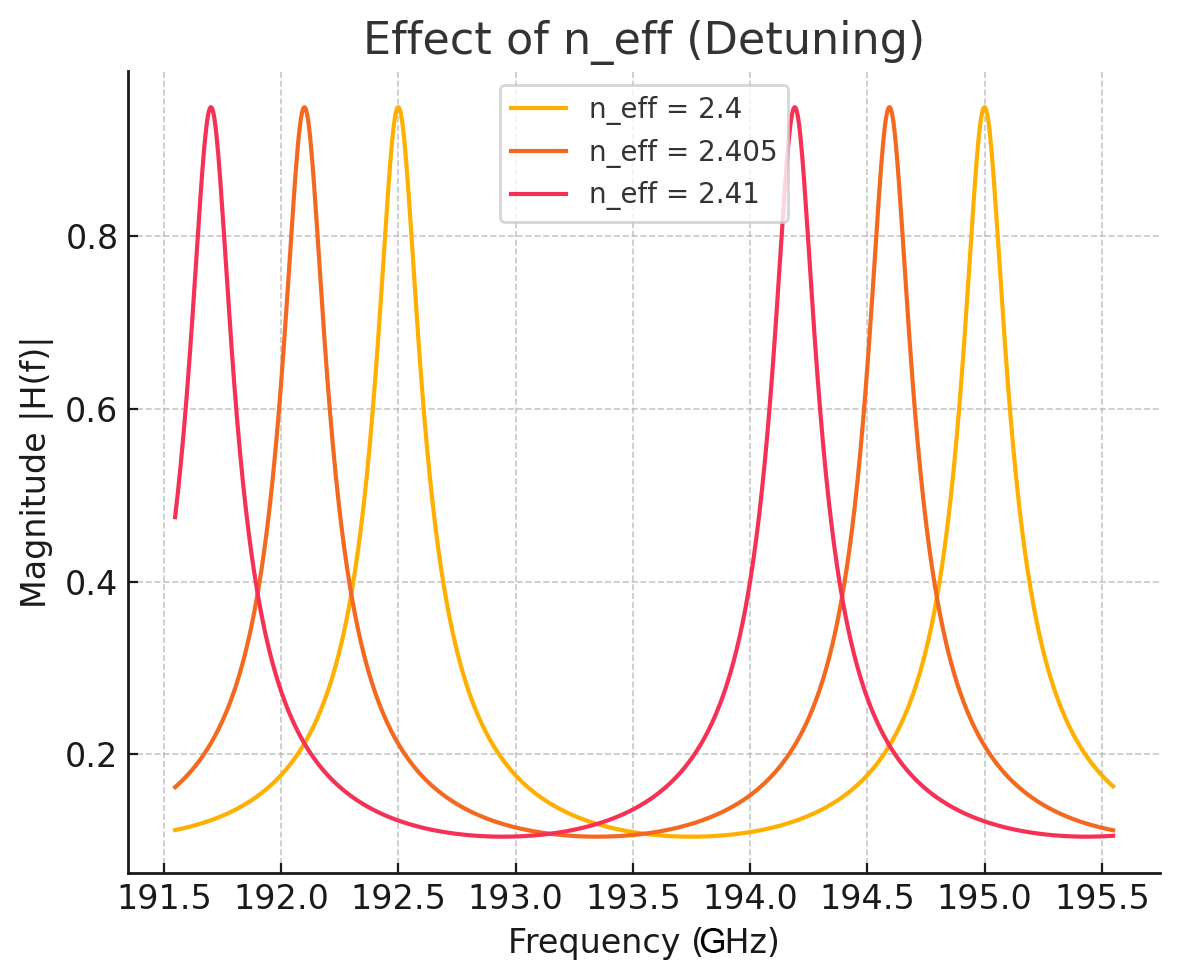 Effect of n_eff (Detuning)
n_eff = 2.4
n_eff = 2.405
n_eff = 2.41
Magnitude |H(f)|
0.8
0.6
0.4
0.2
191.5 192.0 192.5 193.0 193.5 194.0 194.5 195.0 195.5
Frequency (GHz)